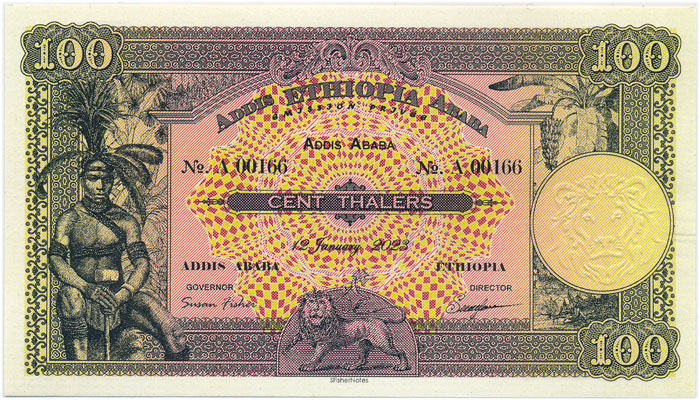 100 100
ADDIS ETHIOPIA ABABA
ADDIS ABABA
No. A 00166 No. A 00166
CENT THALERS
12 January, 2023
ADDIS ABABA ETHIOPIA
GOVERNOR DIRECTOR
Susan Fisher
SFisherNotes
100